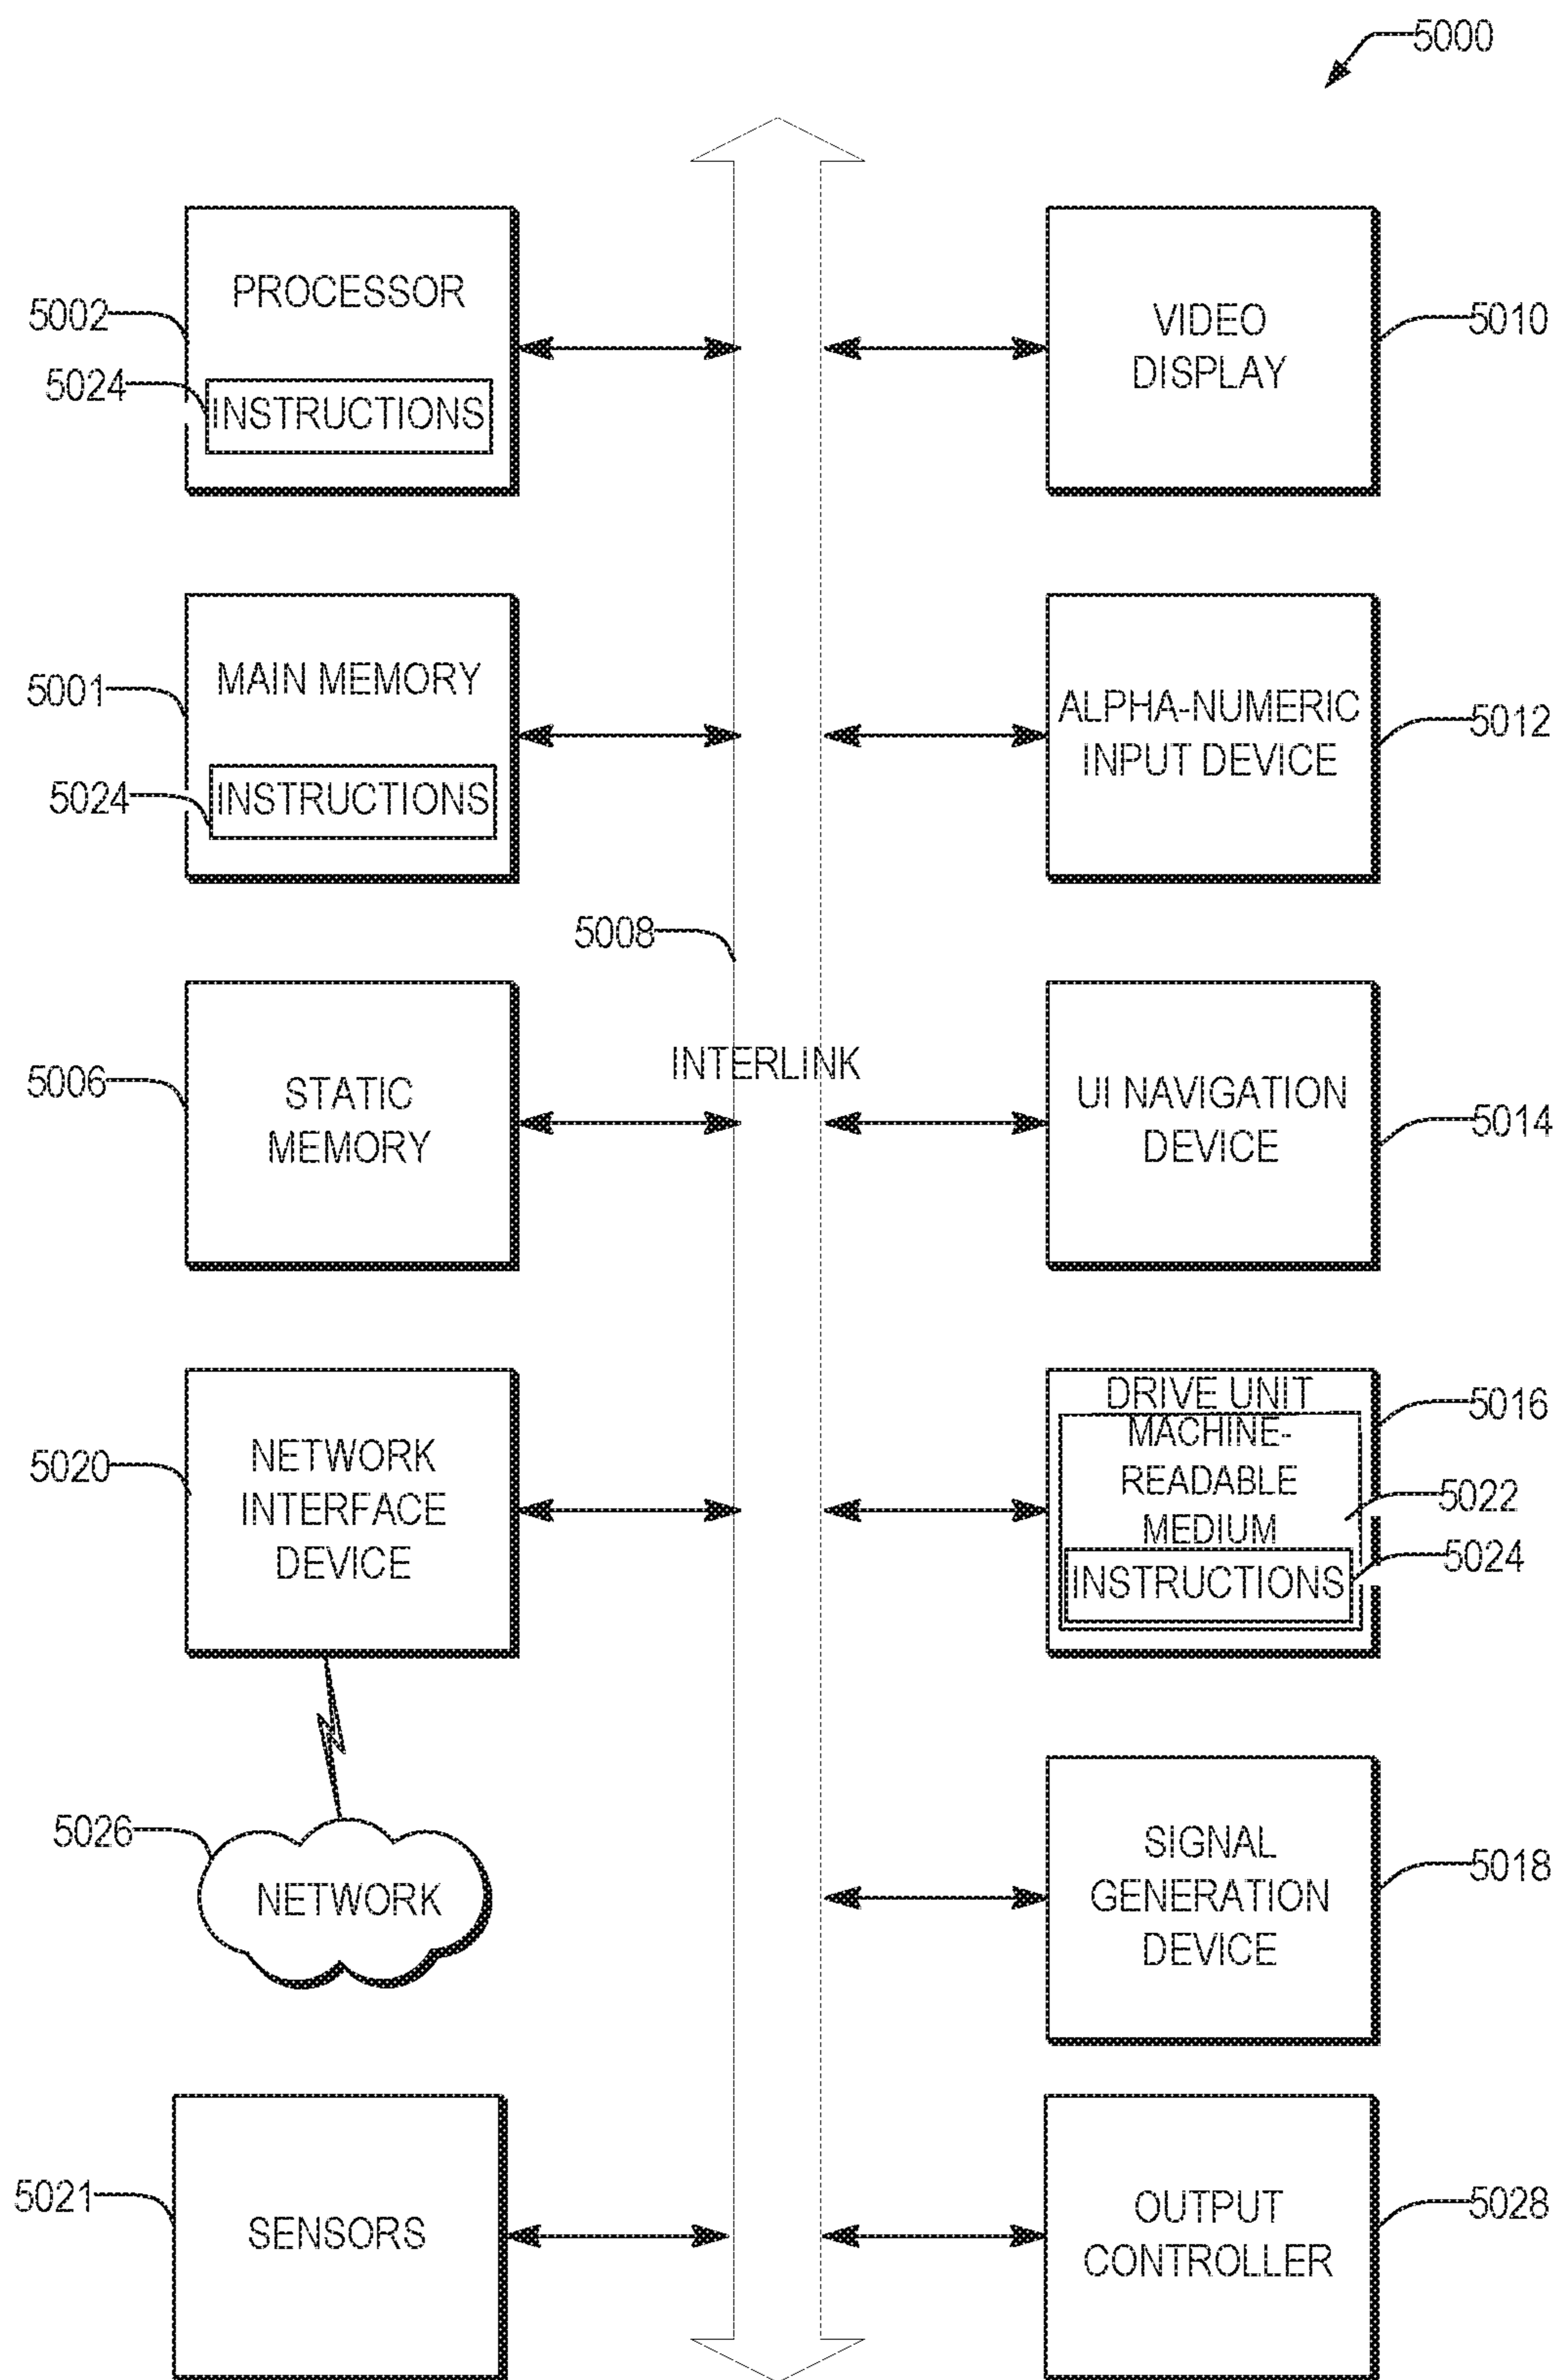 5000
PROCESSOR
5002
5024
INSTRUCTIONS
VIDEO
DISPLAY
5010
MAIN MEMORY
5001
5024
INSTRUCTIONS
ALPHA-NUMERIC
INPUT DEVICE
5012
5008
INTERLINK
5006
STATIC
MEMORY
UI NAVIGATION
DEVICE
5014
5020
NETWORK
INTERFACE
DEVICE
DRIVE UNIT
MACHINE-
READABLE
MEDIUM
INSTRUCTIONS
5016
5022
5024
5026
NETWORK
SIGNAL
GENERATION
DEVICE
5018
5021
SENSORS
OUTPUT
CONTROLLER
5028